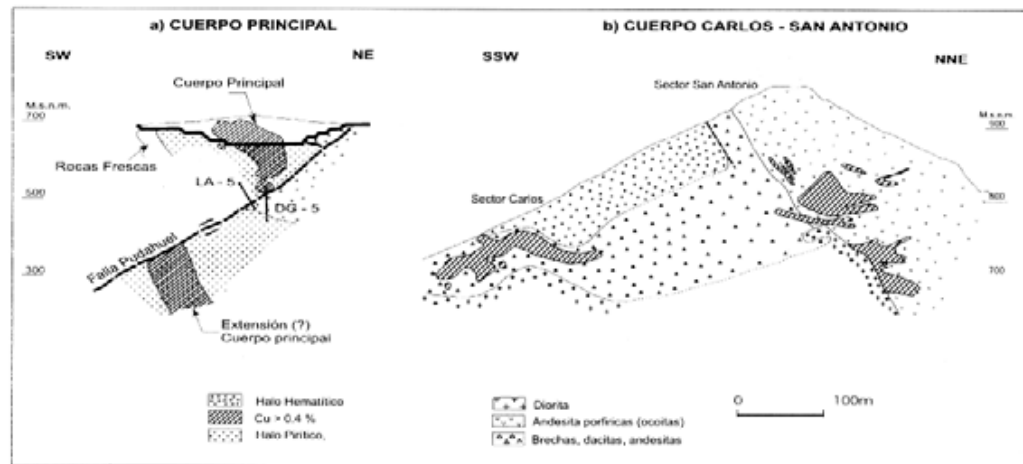 a) CUERPO PRINCIPAL
SW
NE
Cuerpo Principal
M.s.n.m.
700
Rocas Frescas
500
LA - 5
DG - 5
Falla Pudahuel
300
Extensión (?)
Cuerpo principal
Halo Hematítico
Cu > 0.4 %
Halo Pirítico,
b) CUERPO CARLOS - SAN ANTONIO
SSW
NNE
Sector San Antonio
M.s.n.m
900
Sector Carlos
800
700
Diorita
Andesita porfíricas (ocoitas)
Brechas, dacitas, andesitas
0 100m